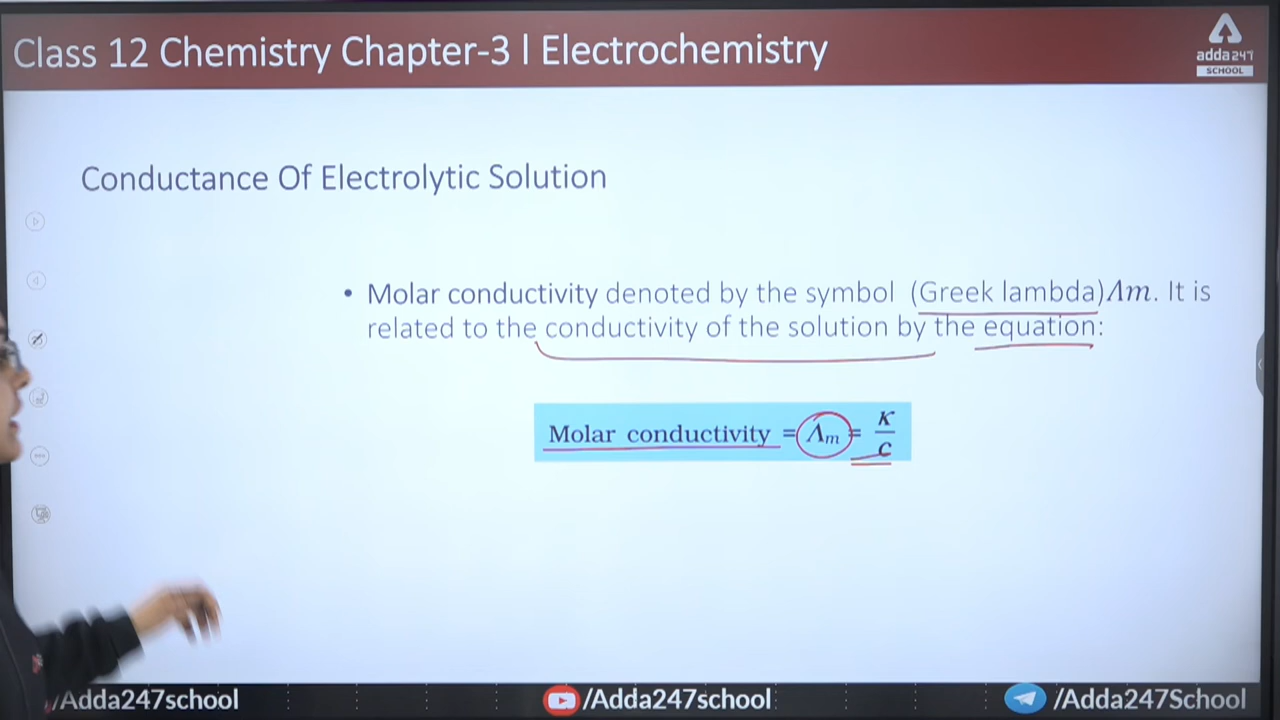 Class 12 Chemistry Chapter-3 l Electrochemistry
adda247
SCHOOL
Conductance Of Electrolytic Solution
• Molar conductivity denoted by the symbol (Greek lambda)Λm. It is
related to the conductivity of the solution by the equation:
Molar conductivity = Λm = κ/c
/Adda247school
/Adda247school
/Adda247School